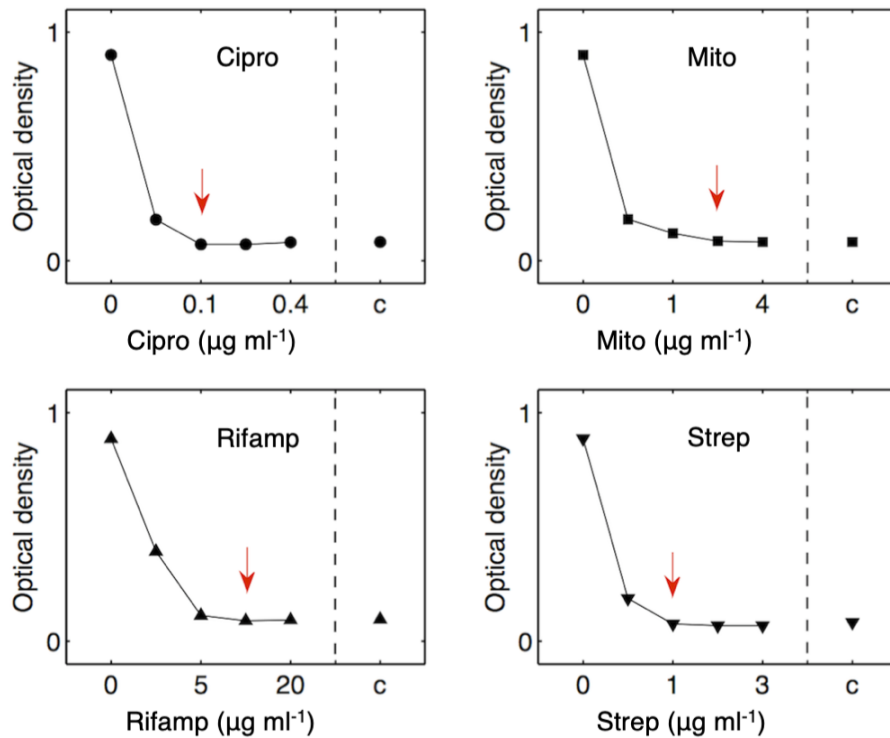 1
Cipro
Optical density
0
0 0.1 0.4 c
Cipro (µg ml⁻¹)
1
Mito
Optical density
0
0 1 4 c
Mito (µg ml⁻¹)
1
Rifamp
Optical density
0
0 5 20 c
Rifamp (µg ml⁻¹)
1
Strep
Optical density
0
0 1 3 c
Strep (µg ml⁻¹)